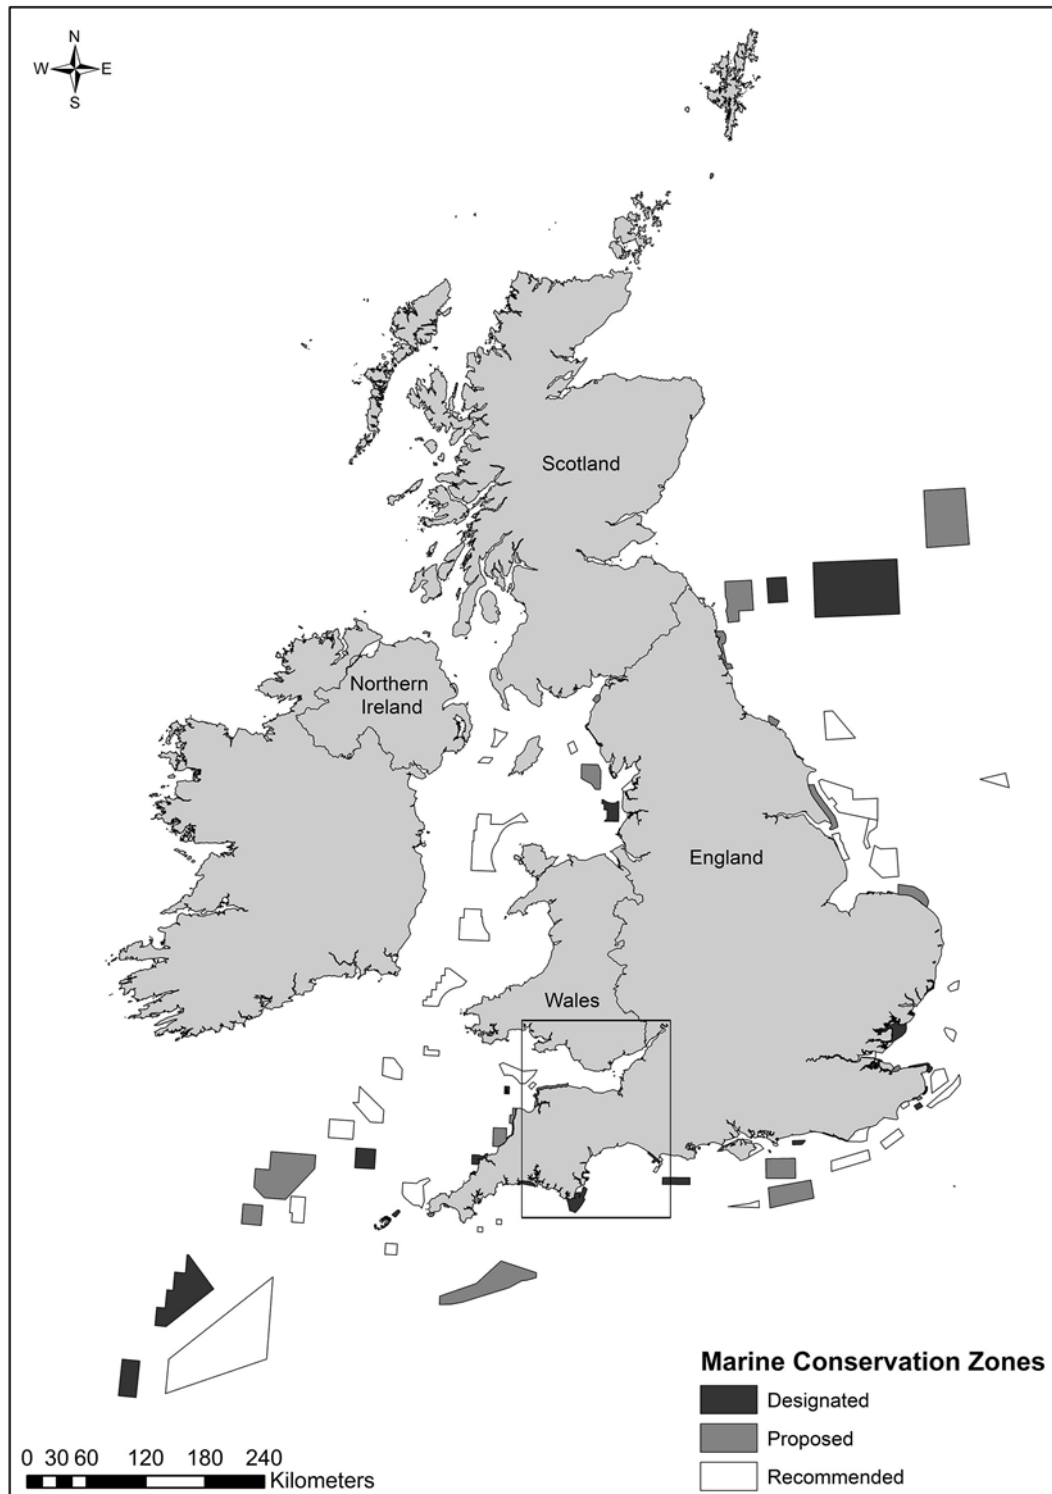 N
W E
S
Scotland
Northern
Ireland
England
Wales
Marine Conservation Zones
Designated
Proposed
Recommended
0 30 60 120 180 240
Kilometers